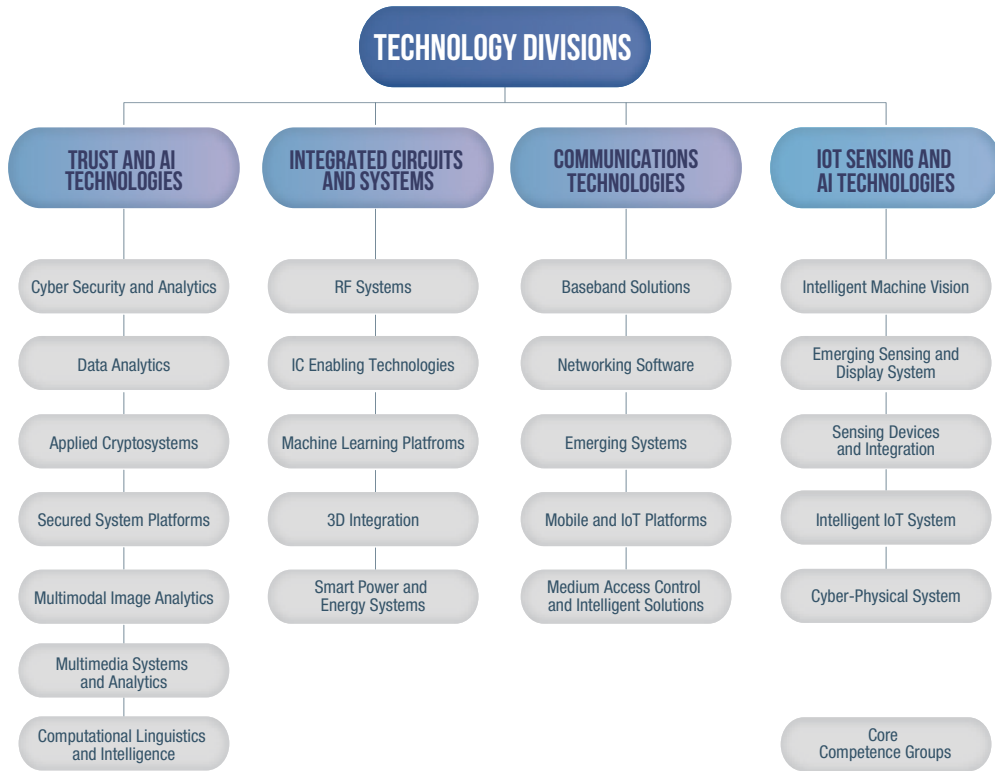 TECHNOLOGY DIVISIONS
TRUST AND AI
TECHNOLOGIES
Cyber Security and Analytics
Data Analytics
Applied Cryptosystems
Secured System Platforms
Multimodal Image Analytics
Multimedia Systems
and Analytics
Computational Linguistics
and Intelligence
INTEGRATED CIRCUITS
AND SYSTEMS
RF Systems
IC Enabling Technologies
Machine Learning Platfroms
3D Integration
Smart Power and
Energy Systems
COMMUNICATIONS
TECHNOLOGIES
Baseband Solutions
Networking Software
Emerging Systems
Mobile and IoT Platforms
Medium Access Control
and Intelligent Solutions
IOT SENSING AND
AI TECHNOLOGIES
Intelligent Machine Vision
Emerging Sensing and
Display System
Sensing Devices
and Integration
Intelligent IoT System
Cyber-Physical System
Core
Competence Groups